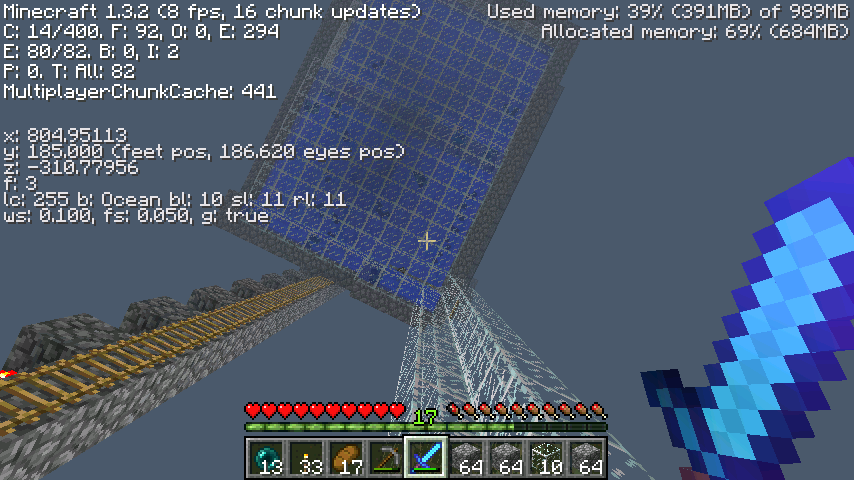 Minecraft 1.3.2 (8 fps, 16 chunk updates)
Used memory: 39% (391MB) of 989MB
C: 14/400. F: 92, O: 0, E: 294
Allocated memory: 69% (684MB)
E: 80/82. B: 0, I: 2
P: 0. T: All: 82
MultiplayerChunkCache: 441
x: 804.95113
y: 185.000 (feet pos, 186.620 eyes pos)
z: -310.77956
f: 3
lc: 255 b: Ocean bl: 10 sl: 11 rl: 11
ws: 0.100, fs: 0.050, g: true
17
13 33 17 64 64 10 64